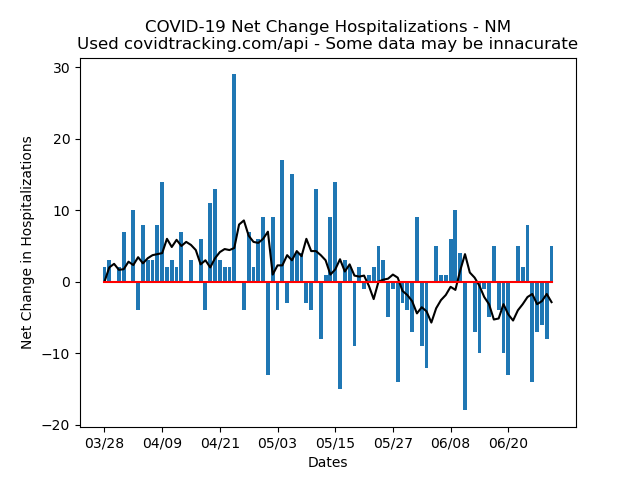 COVID-19 Net Change Hospitalizations - NM
Used covidtracking.com/api - Some data may be innacurate
30
20
10
0
−10
−20
Net Change in Hospitalizations
03/28 04/09 04/21 05/03 05/15 05/27 06/08 06/20
Dates